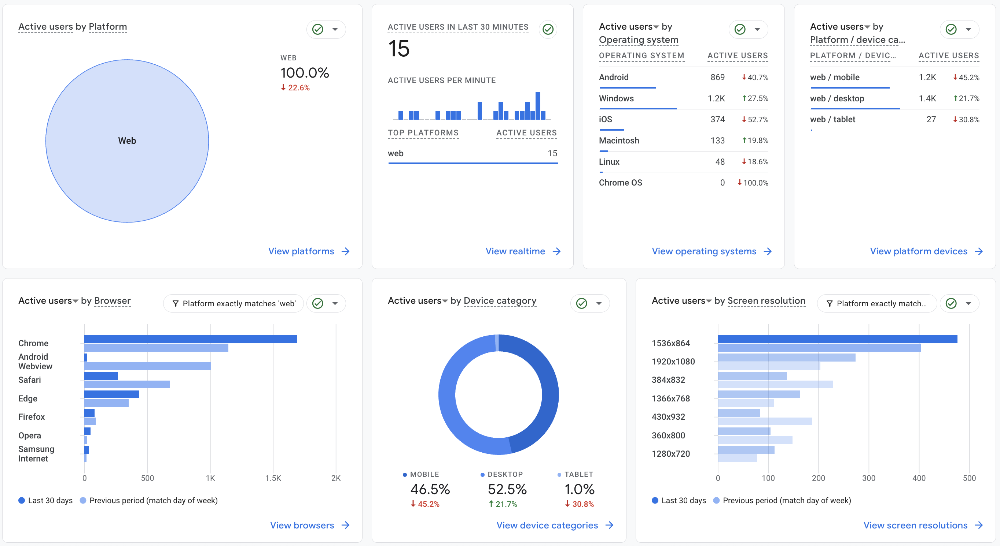 Active users by Platform
WEB
100.0%
22.6%
Web
View platforms
ACTIVE USERS IN LAST 30 MINUTES
15
ACTIVE USERS PER MINUTE
TOP PLATFORMS ACTIVE USERS
web 15
View realtime
Active users by
Operating system
OPERATING SYSTEM ACTIVE USERS
Android 869 40.7%
Windows 1.2K 27.5%
iOS 374 52.7%
Macintosh 133 19.8%
Linux 48 18.6%
Chrome OS 0 100.0%
View operating systems
Active users by
Platform / device ca...
PLATFORM / DEVIC... ACTIVE USERS
web / mobile 1.2K 45.2%
web / desktop 1.4K 21.7%
web / tablet 27 30.8%
View platform devices
Active users by Browser
Platform exactly matches 'web'
Chrome
Android
Webview
Safari
Edge
Firefox
Opera
Samsung
Internet
0 500 1K 1.5K 2K
Last 30 days Previous period (match day of week)
View browsers
Active users by Device category
MOBILE DESKTOP TABLET
46.5% 52.5% 1.0%
45.2% 21.7% 30.8%
View device categories
Active users by Screen resolution
Platform exactly match...
1536x864
1920x1080
384x832
1366x768
430x932
360x800
1280x720
0 100 200 300 400 500
Last 30 days Previous period (match day of week)
View screen resolutions